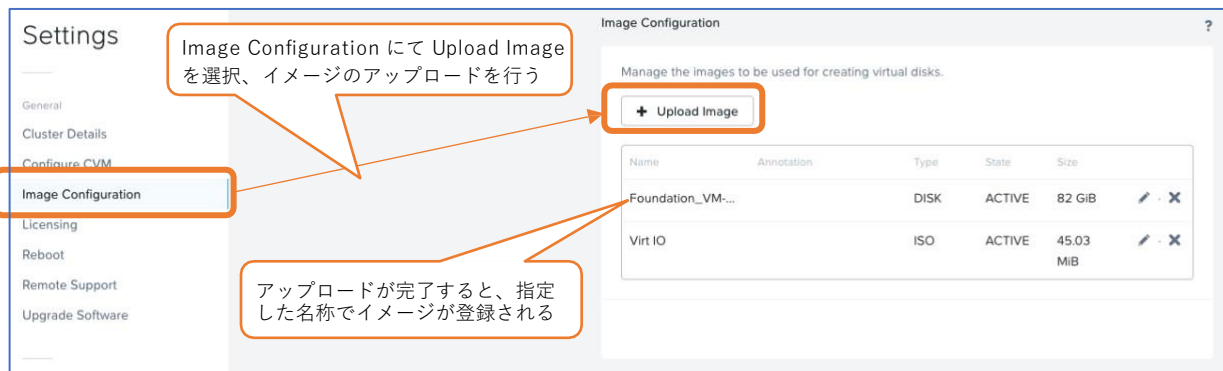 Settings
General
Cluster Details
Configure CVM
Image Configuration
Licensing
Reboot
Remote Support
Upgrade Software
Image Configuration にて Upload Image
を選択、イメージのアップロードを行う
アップロードが完了すると、指定
した名称でイメージが登録される
Image Configuration
?
Manage the images to be used for creating virtual disks.
+ Upload Image
Name Annotation Type State Size
Foundation_VM-... DISK ACTIVE 82 GiB
Virt IO ISO ACTIVE 45.03
MiB